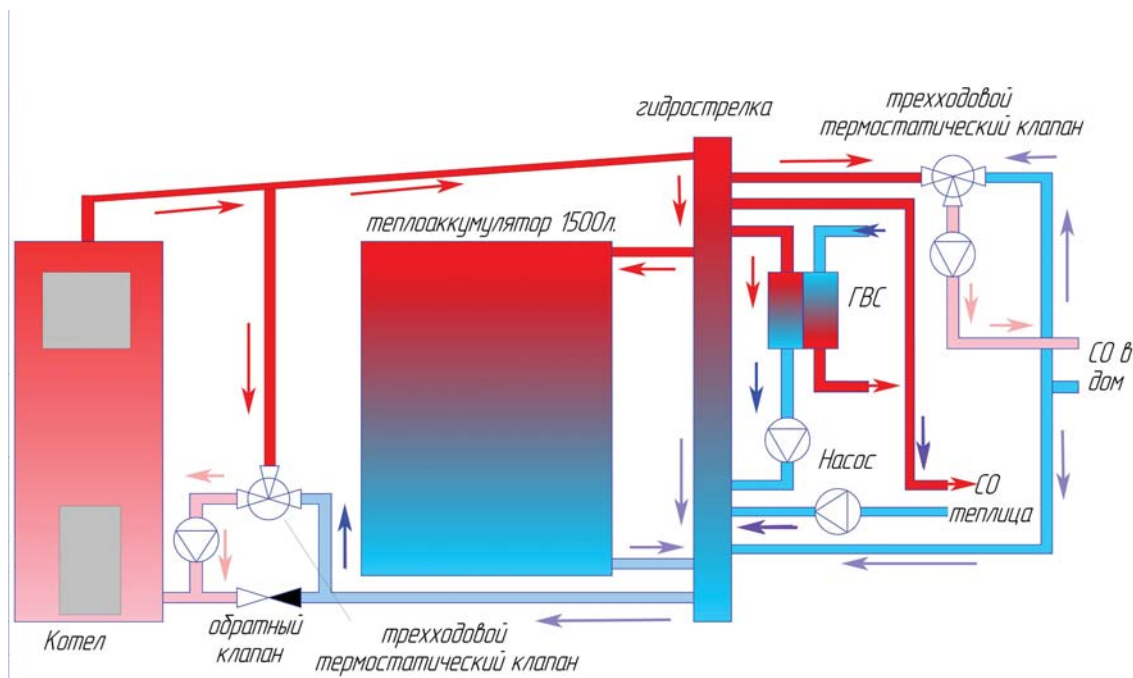 гидрострелка
трехходовой
термостатический клапан
теплоаккумулятор 1500л.
ГВС
СО в
дом
Насос
СО
теплица
Котел
обратный
клапан
трехходовой
термостатический клапан